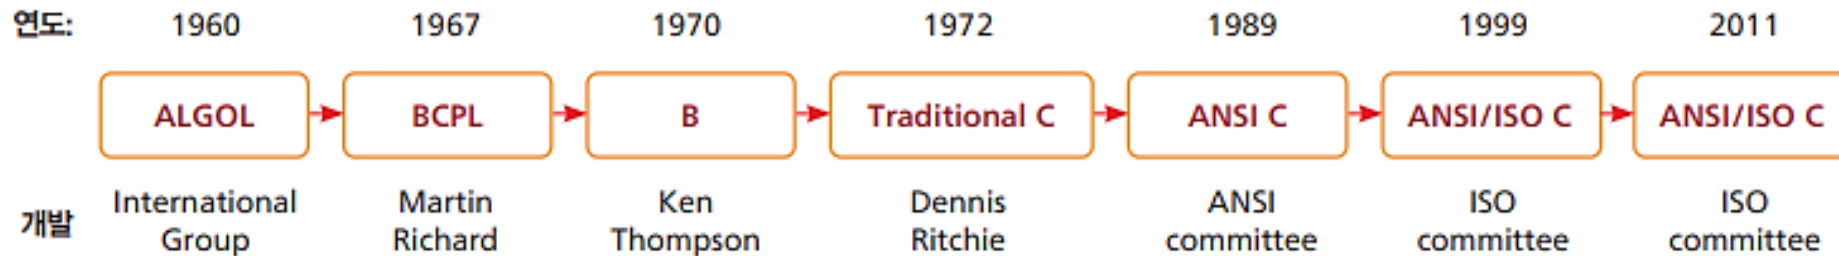 연도: 1960 1967 1970 1972 1989 1999 2011
ALGOL BCPL B Traditional C ANSI C ANSI/ISO C ANSI/ISO C
International Martin Ken Dennis ANSI ISO ISO
개발 Group Richard Thompson Ritchie committee committee committee